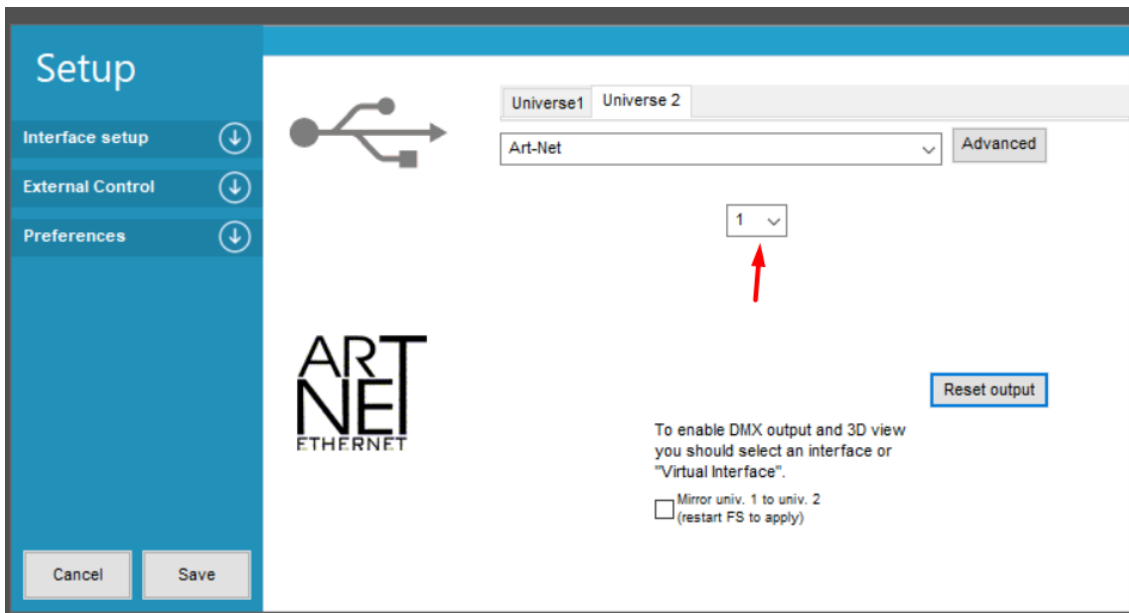 Setup
Interface setup
External Control
Preferences
Cancel
Save
Universe1
Universe 2
Art-Net
Advanced
1
ART
NET
ETHERNET
Reset output
To enable DMX output and 3D view
you should select an interface or
"Virtual Interface".
Mirror univ. 1 to univ. 2
(restart FS to apply)